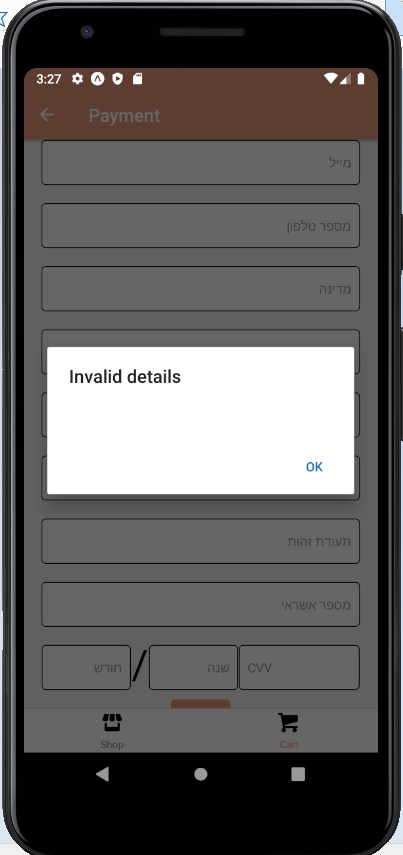 3:27
Payment
מייל
מספר טלפון
מדינה
Invalid details
OK
תעודת זהות
מספר אשראי
חודש / שנה CVV
Shop Cart